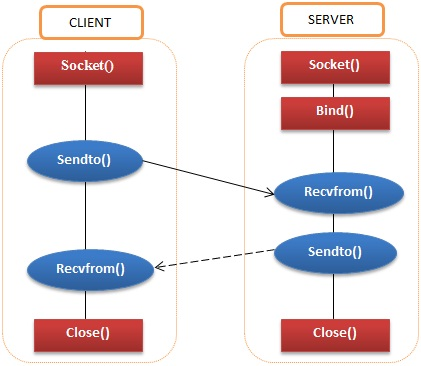 CLIENT
Socket()
Sendto()
Recvfrom()
Close()
SERVER
Socket()
Bind()
Recvfrom()
Sendto()
Close()